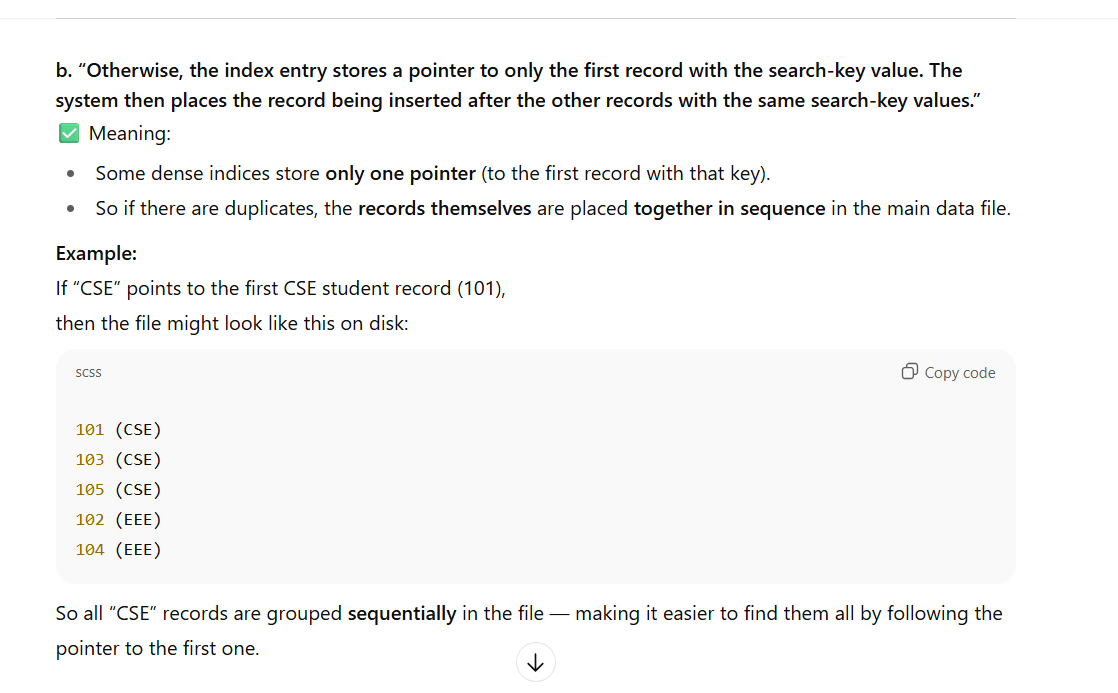 b. “Otherwise, the index entry stores a pointer to only the first record with the search-key value. The
system then places the record being inserted after the other records with the same search-key values.”
✅ Meaning:
• Some dense indices store only one pointer (to the first record with that key).
• So if there are duplicates, the records themselves are placed together in sequence in the main data file.
Example:
If “CSE” points to the first CSE student record (101),
then the file might look like this on disk:
scss Copy code
101 (CSE)
103 (CSE)
105 (CSE)
102 (EEE)
104 (EEE)
So all “CSE” records are grouped sequentially in the file — making it easier to find them all by following the
pointer to the first one.